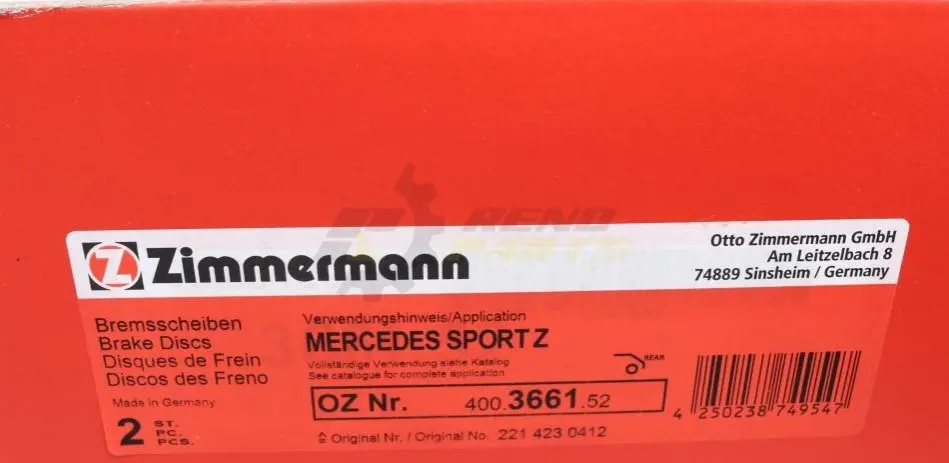 RENO
PARTS
Zimmermann
Otto Zimmermann GmbH
Am Leitzelbach 8
74889 Sinsheim / Germany
Bremsscheiben
Brake Discs
Disques de Frein
Discos des Freno
Made in Germany
2 ST.
PC.
PCS.
Verwendungshinweis/Application
MERCEDES SPORT Z
Vollständige Verwendung siehe Katalog
See catalogue for complete application
REAR
OZ Nr. 400.3661.52
Original Nr. / Original No. 221 423 0412
4 250238 749547